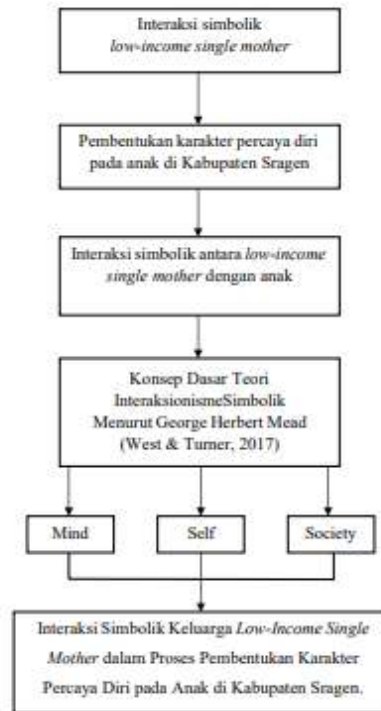 Interaksi simbolik
low-income single mother
Pembentukan karakter percaya diri
pada anak di Kabupaten Sragen
Interaksi simbolik antara low-income
single mother dengan anak
Konsep Dasar Teori
InteraksionismeSimbolik
Menurut George Herbert Mead
(West & Turner, 2017)
Mind
Self
Society
Interaksi Simbolik Keluarga Low-Income Single
Mother dalam Proses Pembentukan Karakter
Percaya Diri pada Anak di Kabupaten Sragen.